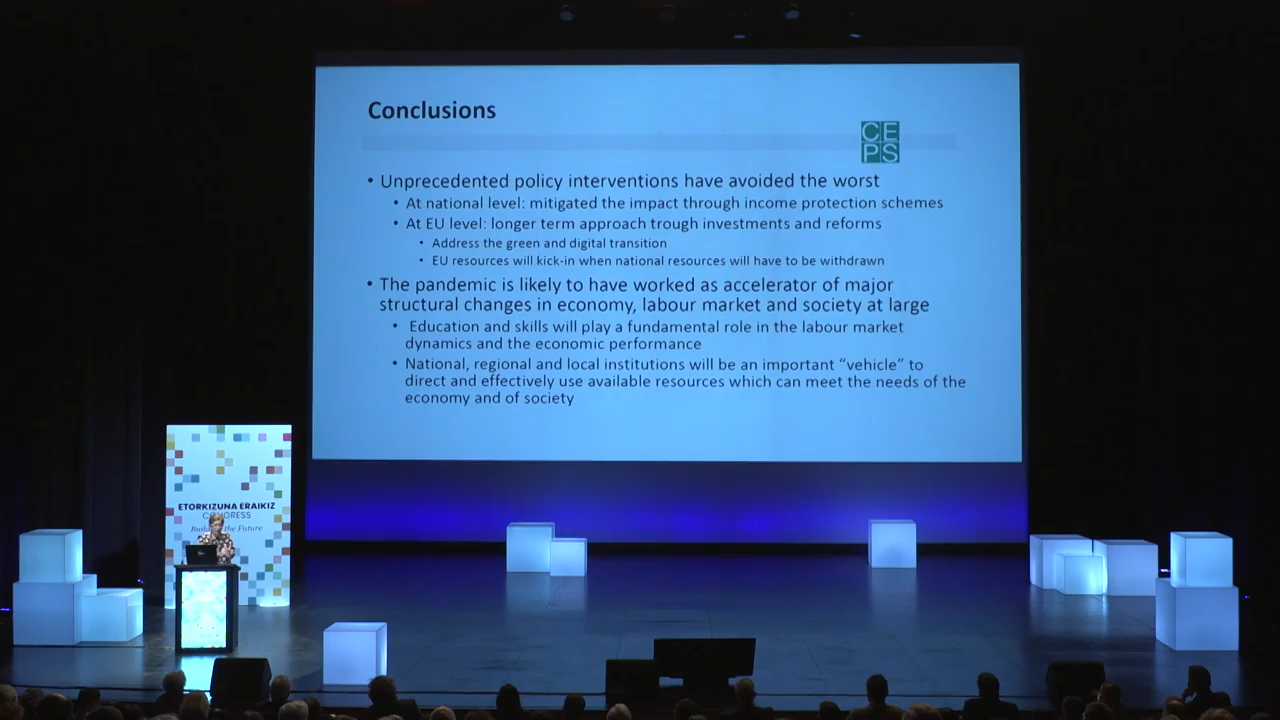 Conclusions
CE
PS
• Unprecedented policy interventions have avoided the worst
• At national level: mitigated the impact through income protection schemes
• At EU level: longer term approach trough investments and reforms
• Address the green and digital transition
• EU resources will kick-in when national resources will have to be withdrawn
• The pandemic is likely to have worked as accelerator of major
structural changes in economy, labour market and society at large
• Education and skills will play a fundamental role in the labour market
dynamics and the economic performance
• National, regional and local institutions will be an important “vehicle” to
direct and effectively use available resources which can meet the needs of the
economy and of society
ETORKIZUNA ERAIKIZ
CONGRESS
the Future